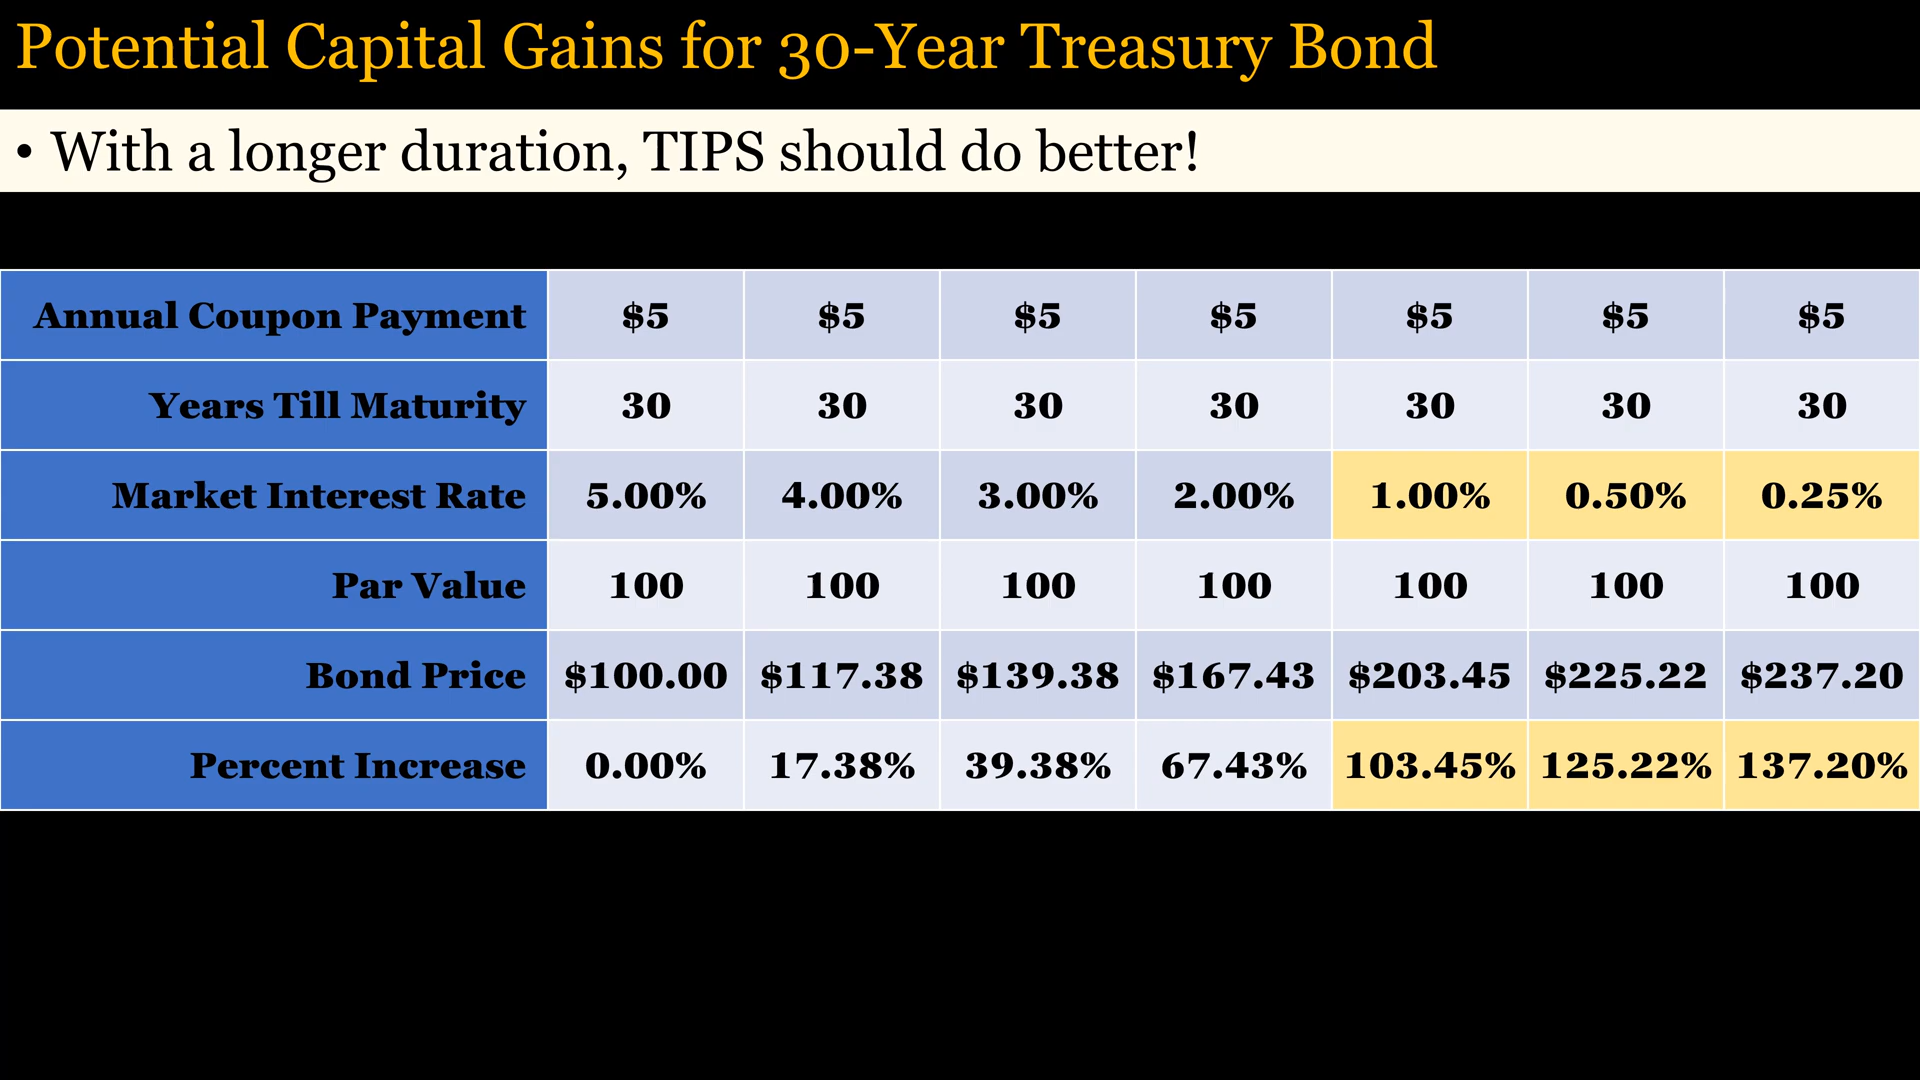 Potential Capital Gains for 30-Year Treasury Bond
• With a longer duration, TIPS should do better!
Annual Coupon Payment $5 $5 $5 $5 $5 $5 $5
Years Till Maturity 30 30 30 30 30 30 30
Market Interest Rate 5.00% 4.00% 3.00% 2.00% 1.00% 0.50% 0.25%
Par Value 100 100 100 100 100 100 100
Bond Price $100.00 $117.38 $139.38 $167.43 $203.45 $225.22 $237.20
Percent Increase 0.00% 17.38% 39.38% 67.43% 103.45% 125.22% 137.20%